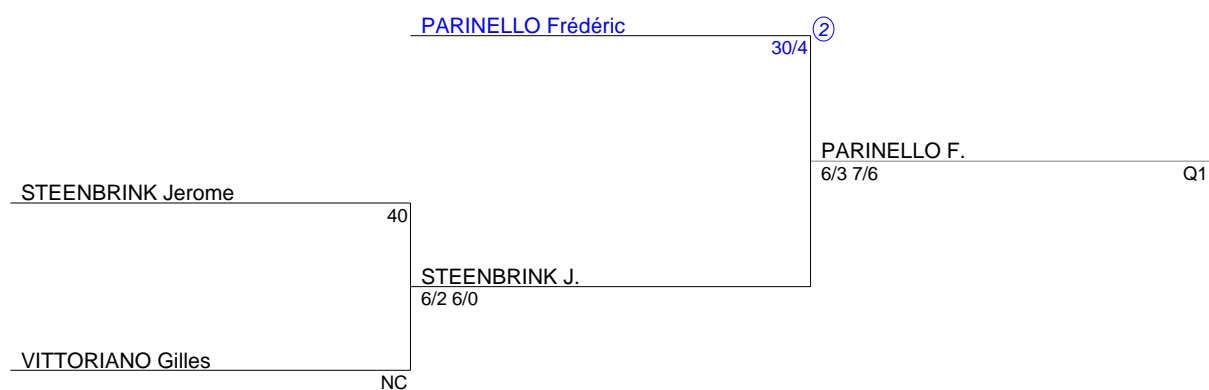 PARINELLO Frédéric
2
30/4
PARINELLO F.
6/3 7/6
Q1
STEENBRINK Jerome
40
STEENBRINK J.
6/2 6/0
VITTORIANO Gilles
NC